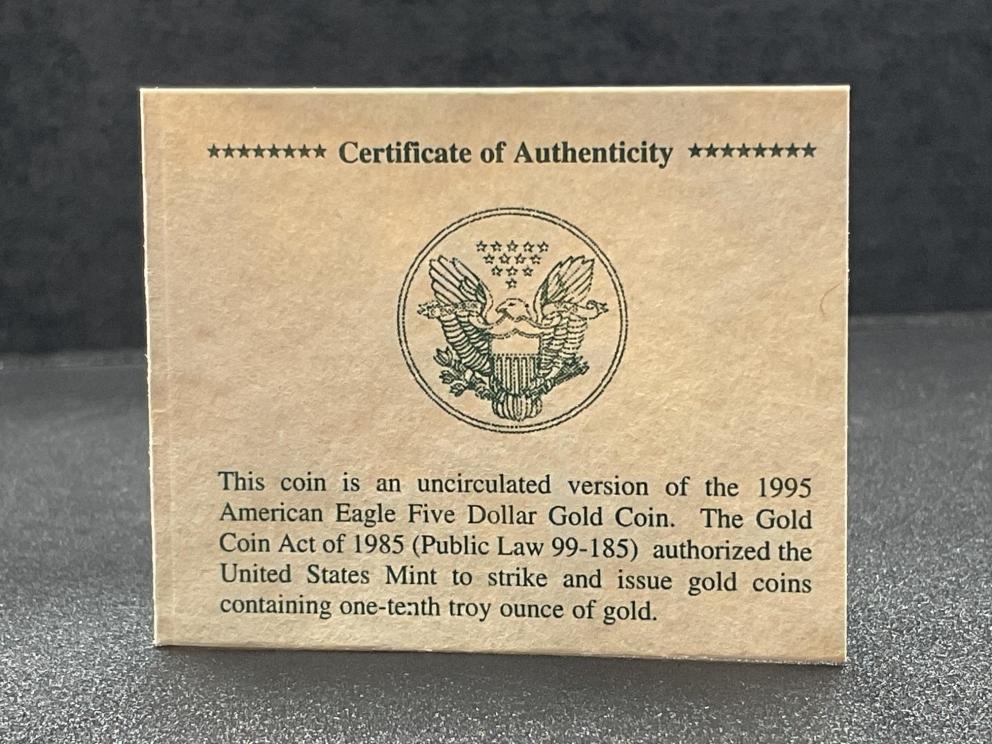 ******** Certificate of Authenticity ********
This coin is an uncirculated version of the 1995
American Eagle Five Dollar Gold Coin. The Gold
Coin Act of 1985 (Public Law 99-185) authorized the
United States Mint to strike and issue gold coins
containing one-tenth troy ounce of gold.